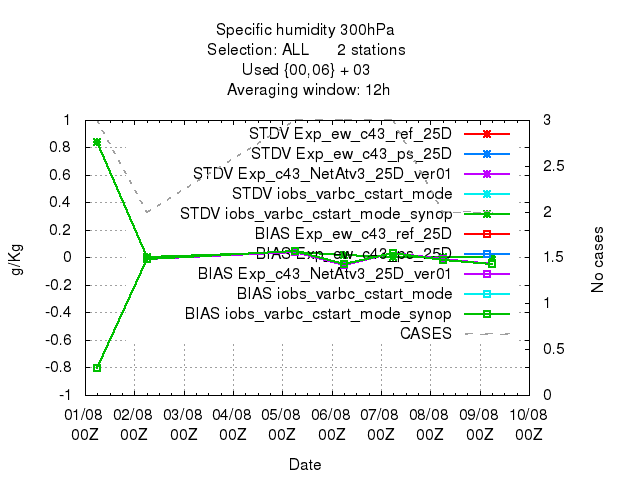 Specific humidity 300hPa
Selection: ALL 2 stations
Used {00,06} + 03
Averaging window: 12h
1
0.8
0.6
0.4
0.2
0
-0.2
-0.4
-0.6
-0.8
-1
g/Kg
3
2.5
2
1.5
1
0.5
0
No cases
STDV Exp_ew_c43_ref_25D
STDV Exp_ew_c43_ps_25D
STDV Exp_c43_NetAtv3_25D_ver01
STDV iobs_varbc_cstart_mode
STDV iobs_varbc_cstart_mode_synop
BIAS Exp_ew_c43_ref_25D
BIAS Exp_ew_c43_ps_25D
BIAS Exp_c43_NetAtv3_25D_ver01
BIAS iobs_varbc_cstart_mode
BIAS iobs_varbc_cstart_mode_synop
CASES
01/08 02/08 03/08 04/08 05/08 06/08 07/08 08/08 09/08 10/08
00Z 00Z 00Z 00Z 00Z 00Z 00Z 00Z 00Z 00Z
Date